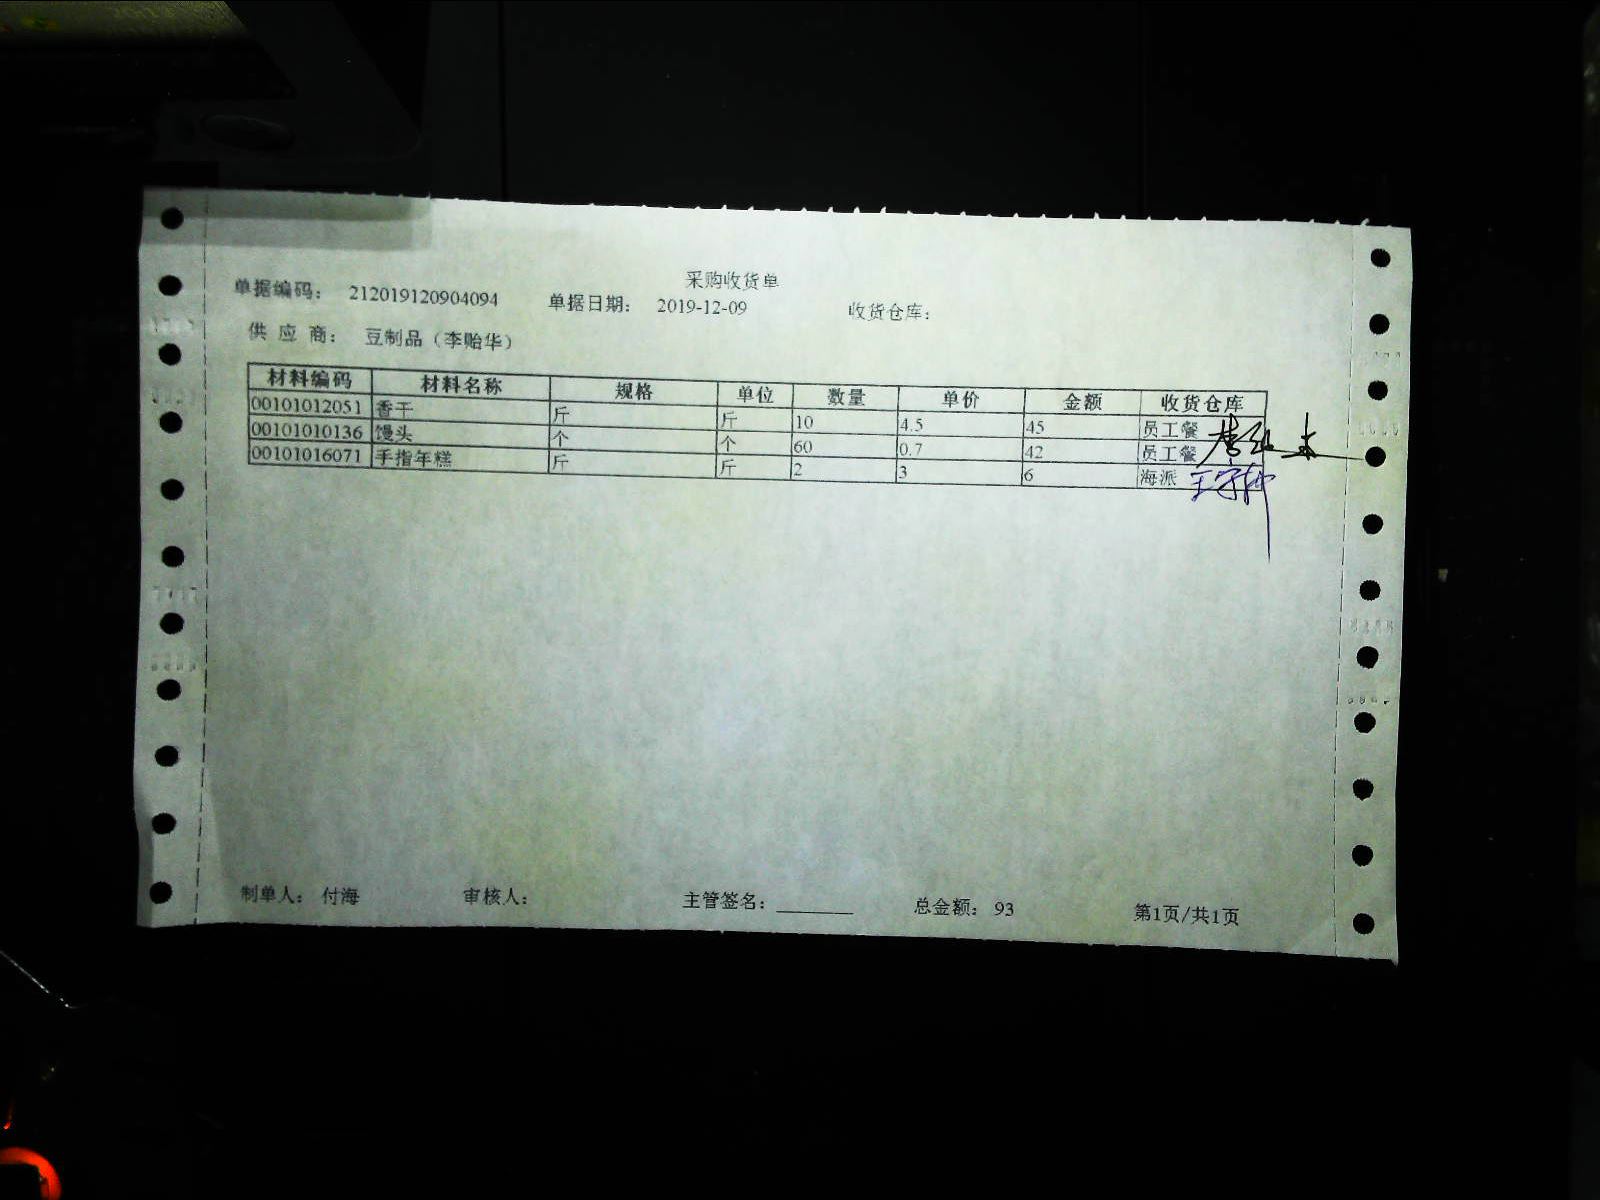 采购收货单
单据编码： 212019120904094 单据日期： 2019-12-09 收货仓库：
供 应 商： 豆制品（李贻华）
材料编码 材料名称 规格 单位 数量 单价 金额 收货仓库
00101012051 香干 斤 斤 10 4.5 45 员工餐
00101010136 馒头 个 个 60 0.7 42 员工餐
00101016071 手指年糕 斤 斤 2 3 6 海派
制单人： 付海 审核人： 主管签名：________ 总金额： 93 第1页/共1页